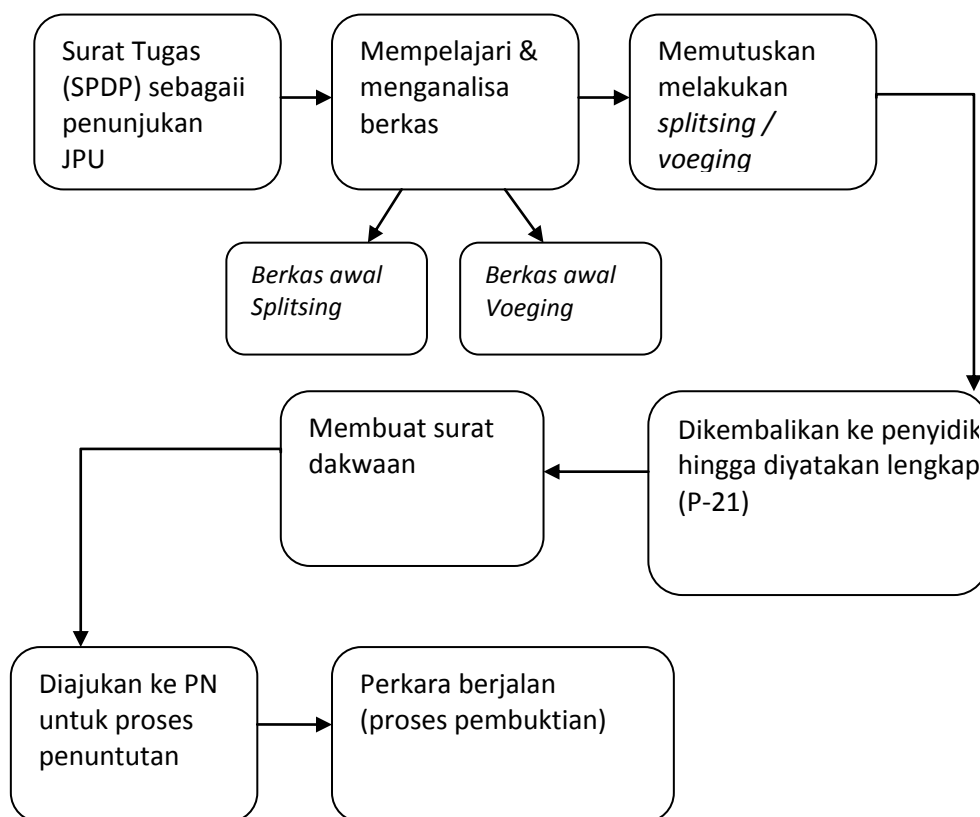 Surat Tugas
(SPDP) sebagaii
penunjukan
JPU
Mempelajari &
menganalisa
berkas
Memutuskan
melakukan
splitsing /
voeging
Berkas awal
Splitsing
Berkas awal
Voeging
Membuat surat
dakwaan
Dikembalikan ke penyidik
hingga diyatakan lengkap
(P-21)
Diajukan ke PN
untuk proses
penuntutan
Perkara berjalan
(proses pembuktian)